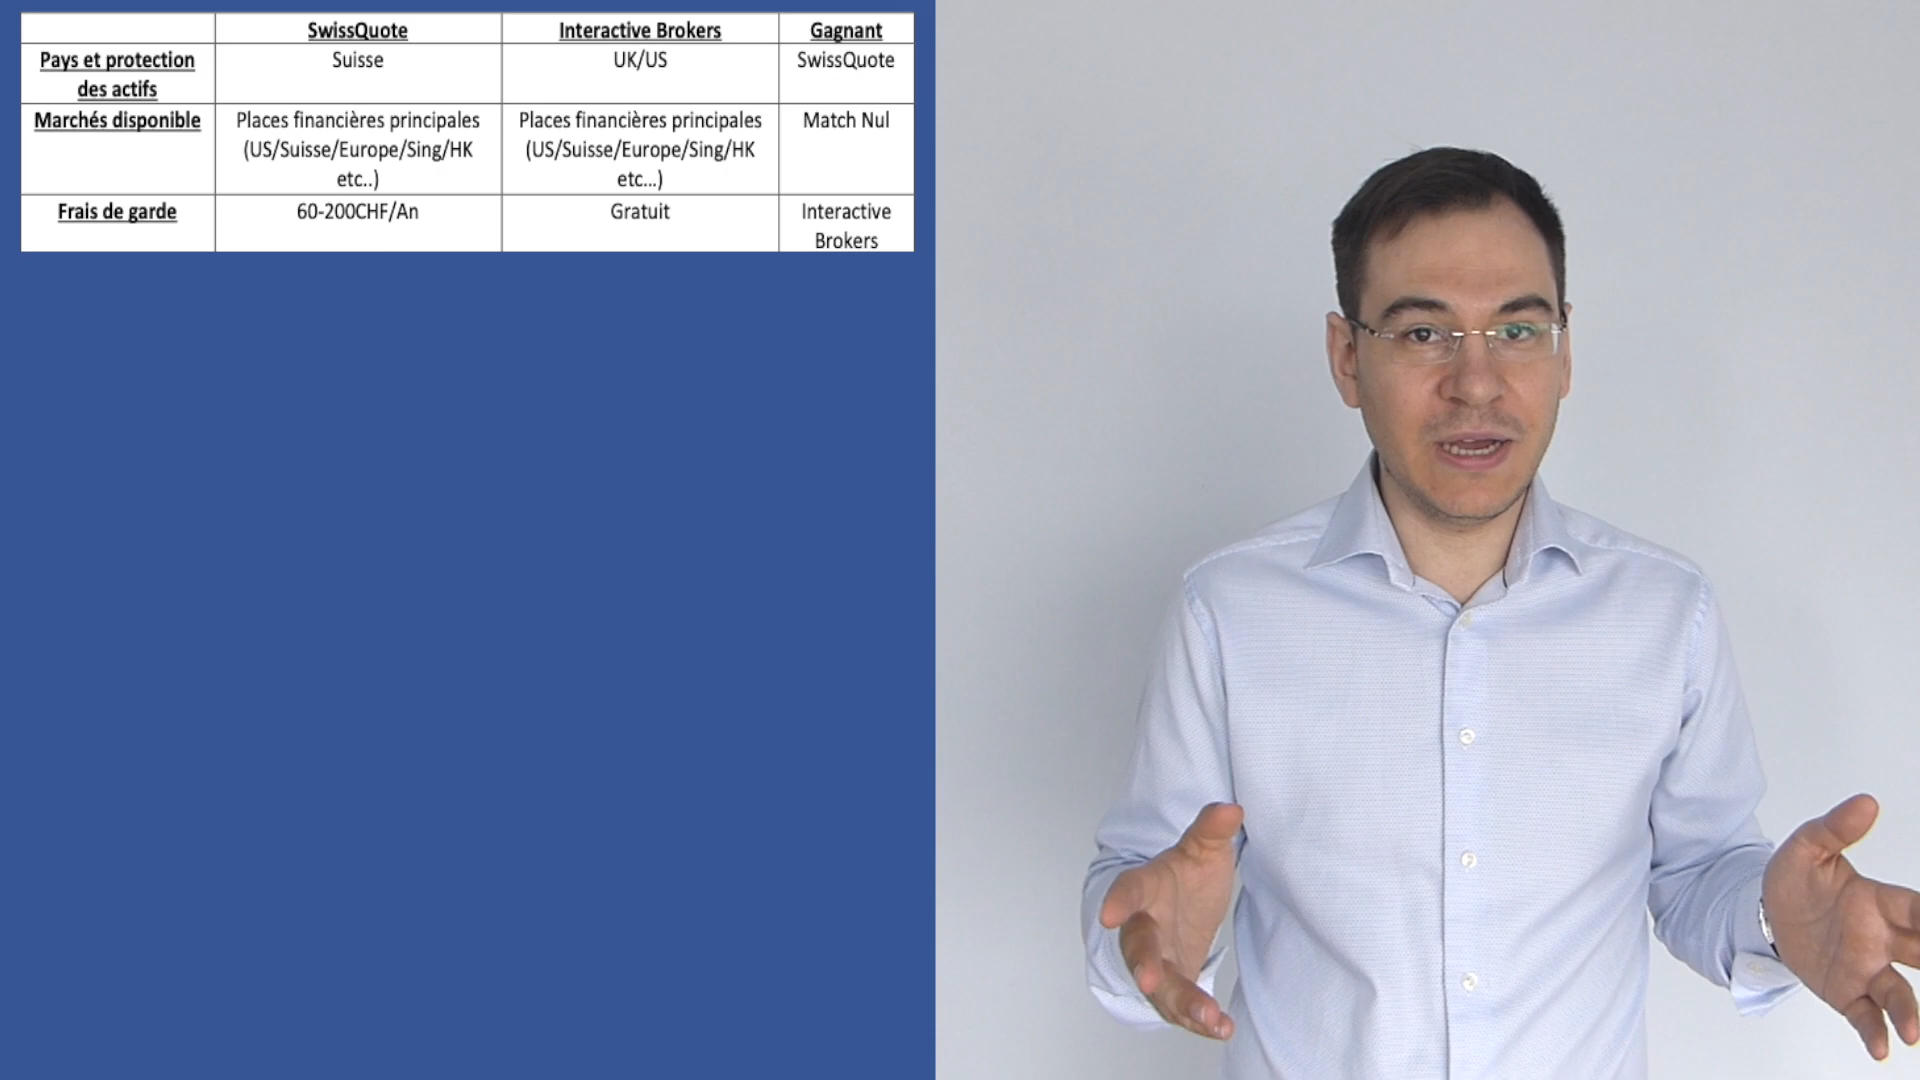 SwissQuote Interactive Brokers Gagnant
Pays et protection Suisse UK/US SwissQuote
des actifs
Marchés disponible Places financières principales Places financières principales Match Nul
(US/Suisse/Europe/Sing/HK (US/Suisse/Europe/Sing/HK
etc..) etc...)
Frais de garde 60-200CHF/An Gratuit Interactive
Brokers